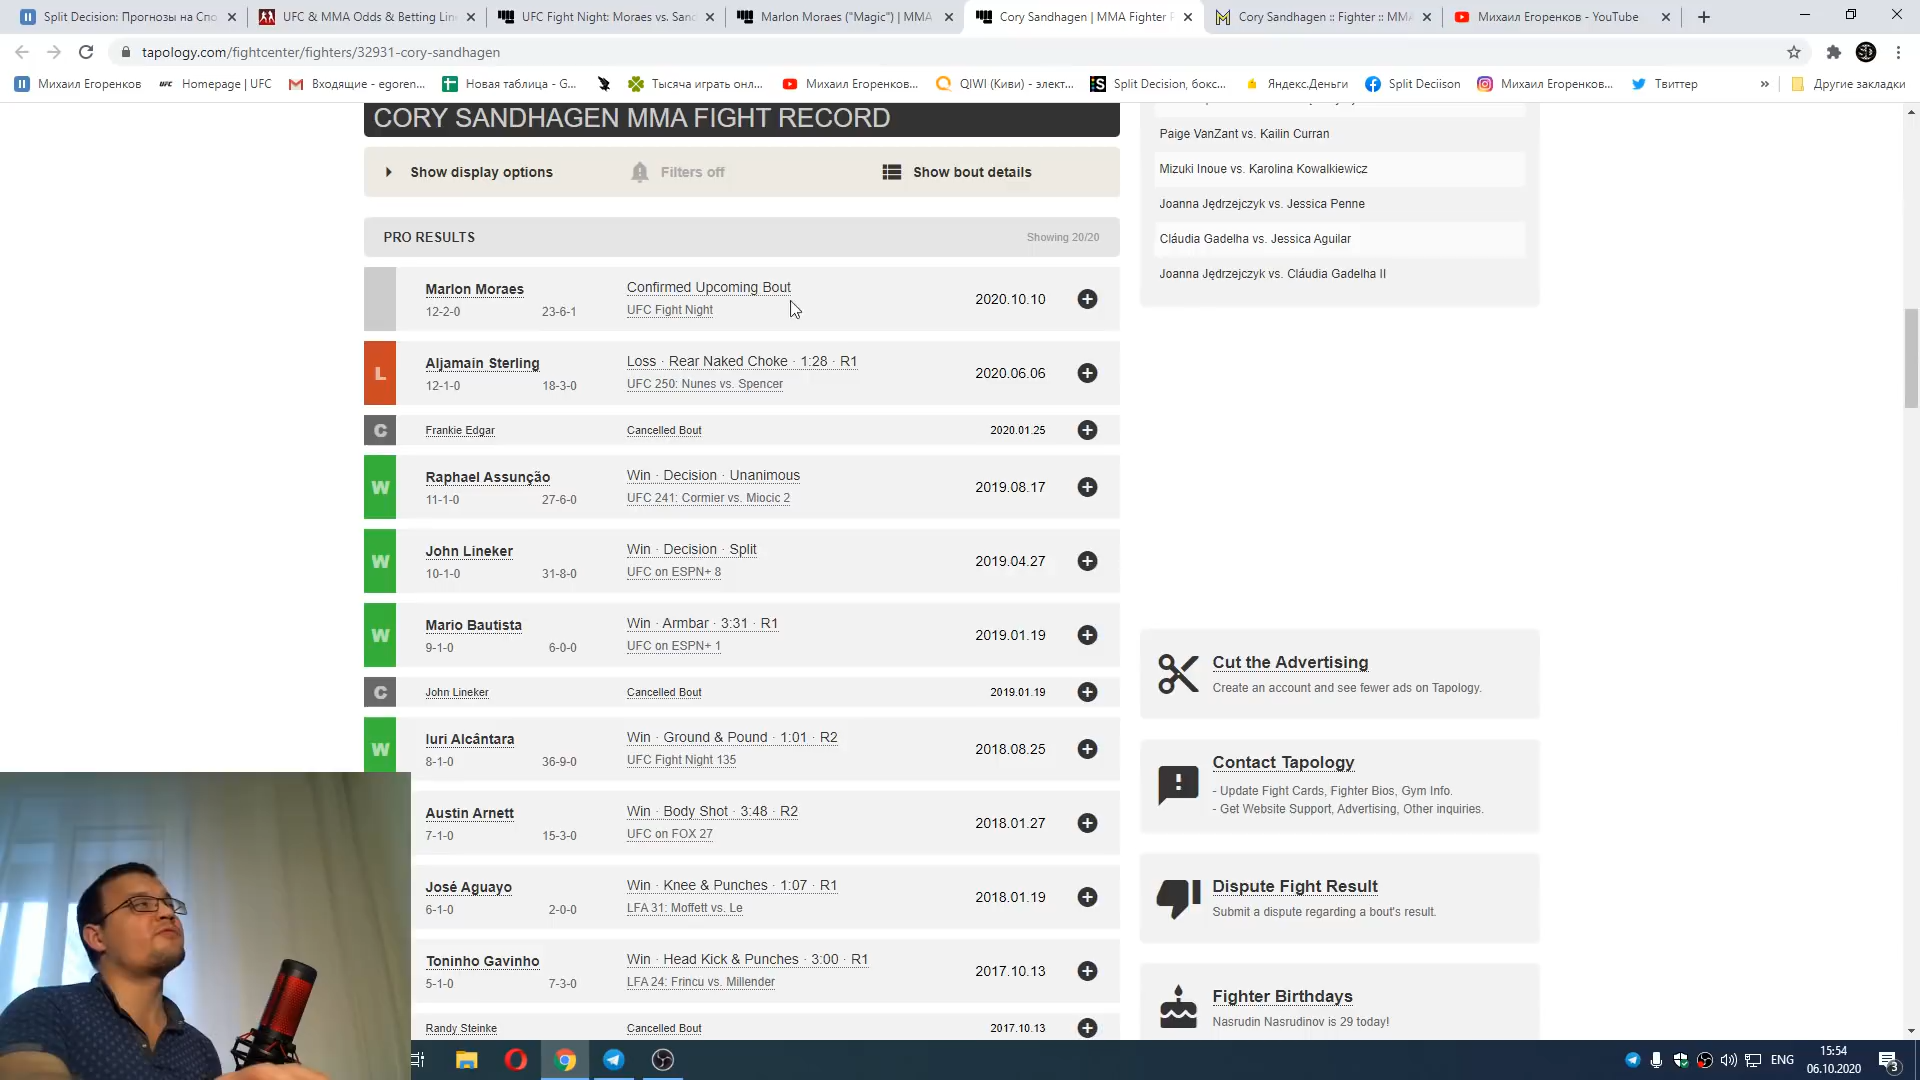 Split Decision: Прогнозы на Спо
UFC & MMA Odds & Betting Lin
UFC Fight Night: Moraes vs. Sand
Marlon Moraes ("Magic") | MMA
Cory Sandhagen | MMA Fighter P
Cory Sandhagen :: Fighter :: MMA
Михаил Егоренков - YouTube
tapology.com/fightcenter/fighters/32931-cory-sandhagen
Михаил Егоренков
Homepage | UFC
Входящие - egoren...
Новая таблица - G...
Тысяча играть онл...
Михаил Егоренков...
QIWI (Киви) - элект...
Split Decision, бокс...
Яндекс.Деньги
Split Deciison
Михаил Егоренков...
Твиттер
Другие закладки
CORY SANDHAGEN MMA FIGHT RECORD
Show display options
Filters off
Show bout details
PRO RESULTS
Showing 20/20
Marlon Moraes
12-2-0 23-6-1
Confirmed Upcoming Bout
UFC Fight Night
2020.10.10
L
Aljamain Sterling
12-1-0 18-3-0
Loss · Rear Naked Choke · 1:28 · R1
UFC 250: Nunes vs. Spencer
2020.06.06
C
Frankie Edgar
Cancelled Bout
2020.01.25
W
Raphael Assunção
11-1-0 27-6-0
Win · Decision · Unanimous
UFC 241: Cormier vs. Miocic 2
2019.08.17
W
John Lineker
10-1-0 31-8-0
Win · Decision · Split
UFC on ESPN+ 8
2019.04.27
W
Mario Bautista
9-1-0 6-0-0
Win · Armbar · 3:31 · R1
UFC on ESPN+ 1
2019.01.19
C
John Lineker
Cancelled Bout
2019.01.19
W
Iuri Alcântara
8-1-0 36-9-0
Win · Ground & Pound · 1:01 · R2
UFC Fight Night 135
2018.08.25
Austin Arnett
7-1-0 15-3-0
Win · Body Shot · 3:48 · R2
UFC on FOX 27
2018.01.27
José Aguayo
6-1-0 2-0-0
Win · Knee & Punches · 1:07 · R1
LFA 31: Moffett vs. Le
2018.01.19
Toninho Gavinho
5-1-0 7-3-0
Win · Head Kick & Punches · 3:00 · R1
LFA 24: Frincu vs. Millender
2017.10.13
Randy Steinke
Cancelled Bout
2017.10.13
Paige VanZant vs. Kailin Curran
Mizuki Inoue vs. Karolina Kowalkiewicz
Joanna Jędrzejczyk vs. Jessica Penne
Cláudia Gadelha vs. Jessica Aguilar
Joanna Jędrzejczyk vs. Cláudia Gadelha II
Cut the Advertising
Create an account and see fewer ads on Tapology.
Contact Tapology
- Update Fight Cards, Fighter Bios, Gym Info.
- Get Website Support, Advertising, Other inquiries.
Dispute Fight Result
Submit a dispute regarding a bout's result.
Fighter Birthdays
Nasrudin Nasrudinov is 29 today!
ENG
15:54
06.10.2020
3